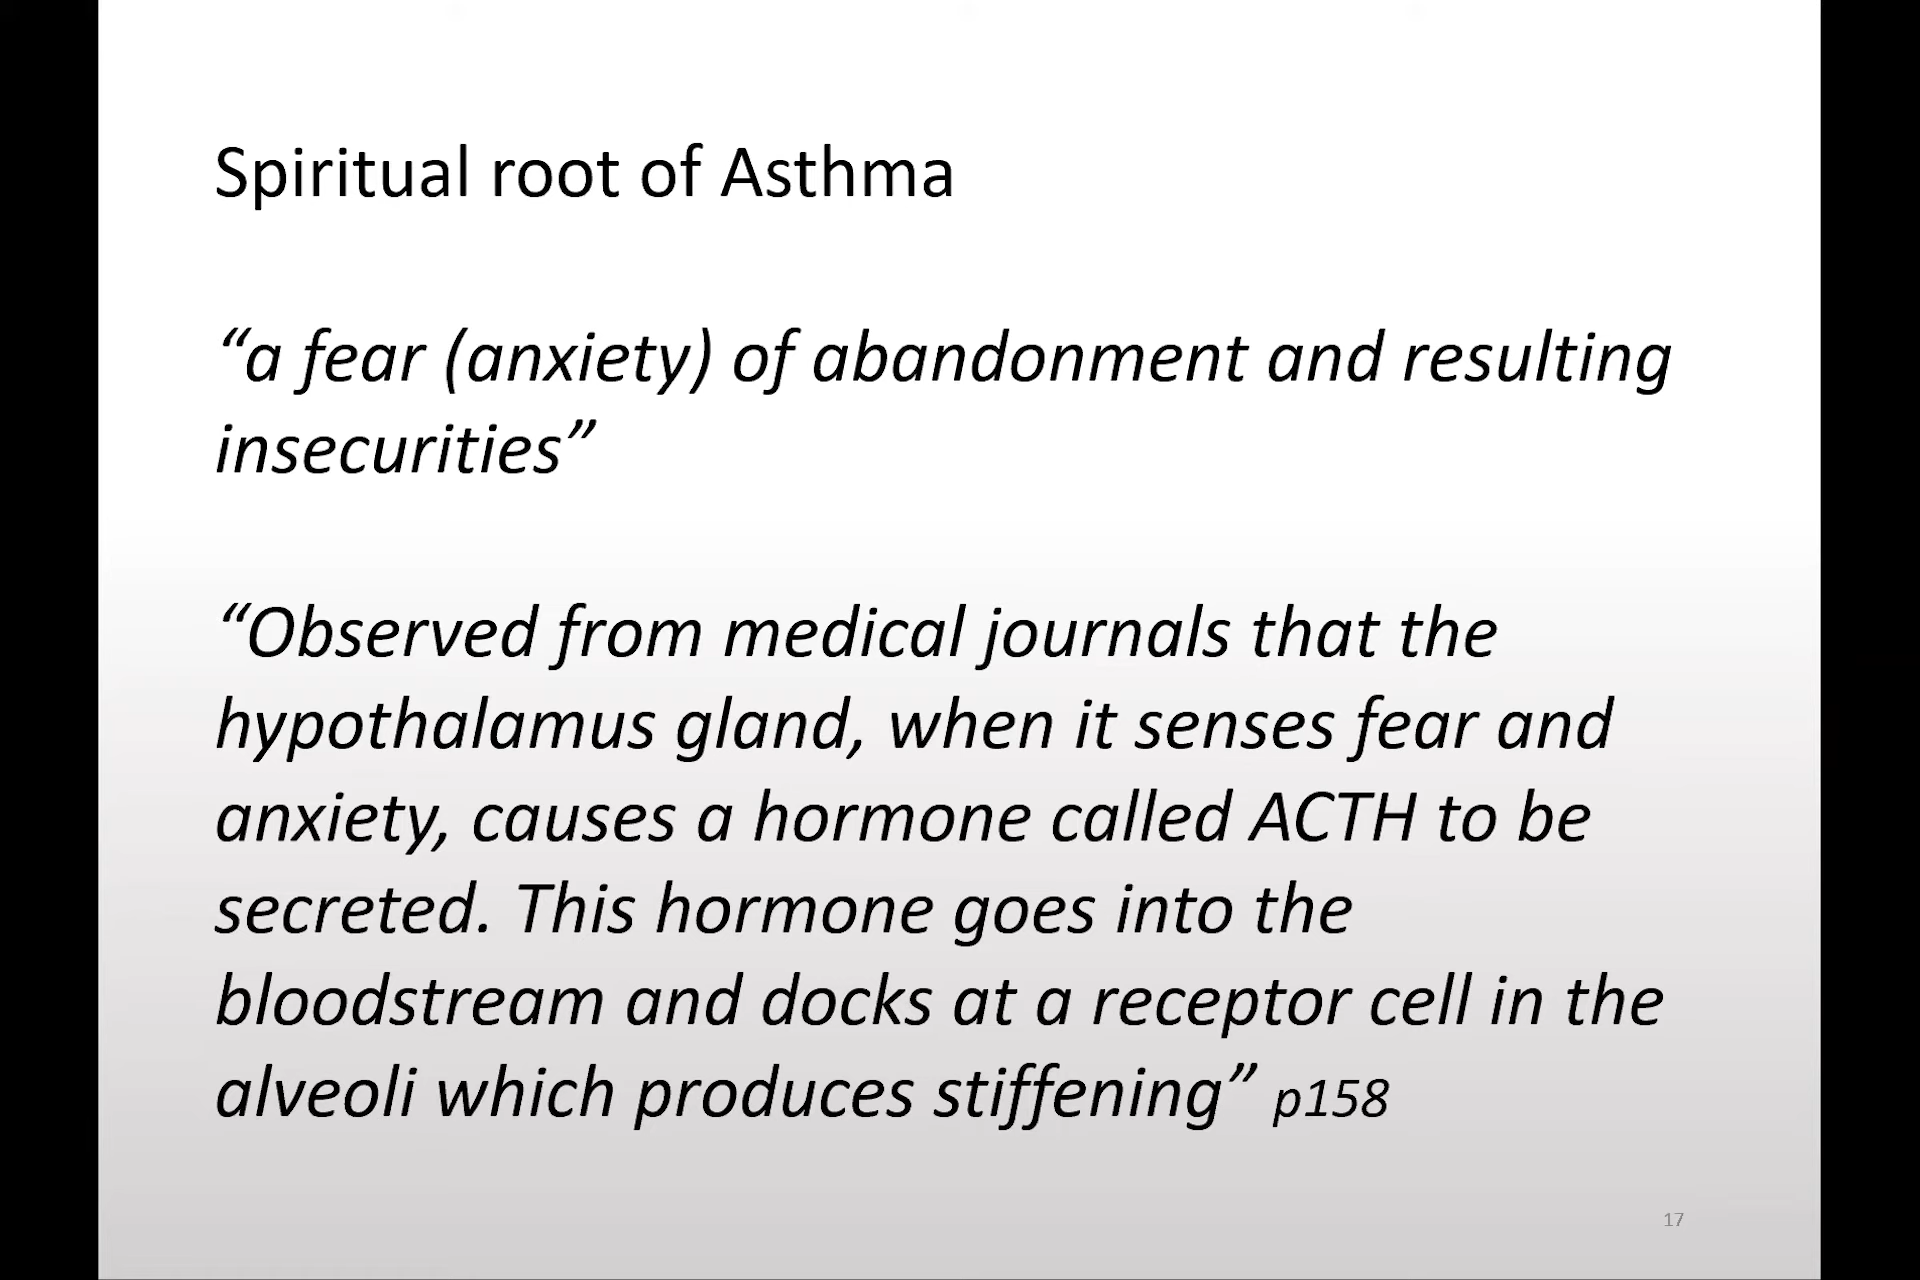 Spiritual root of Asthma
“a fear (anxiety) of abandonment and resulting
insecurities”
“Observed from medical journals that the
hypothalamus gland, when it senses fear and
anxiety, causes a hormone called ACTH to be
secreted. This hormone goes into the
bloodstream and docks at a receptor cell in the
alveoli which produces stiffening” p158
17